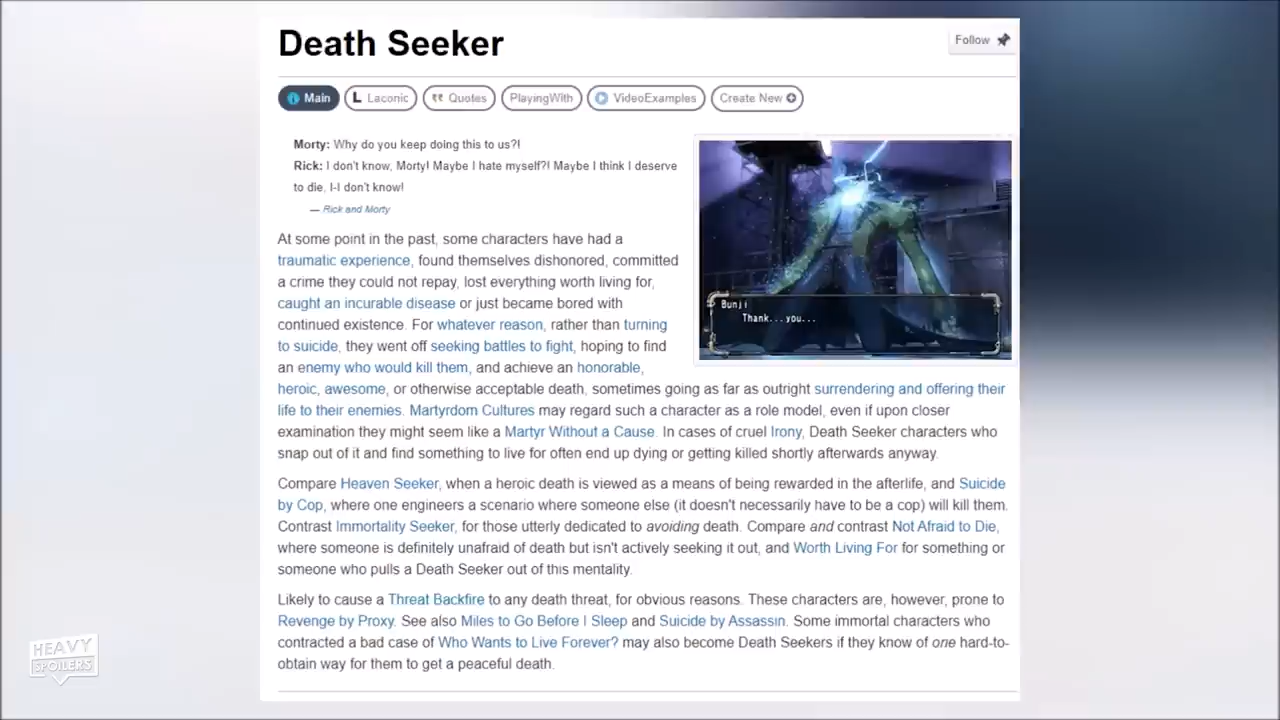 Death Seeker
Follow
Main
Laconic
Quotes
PlayingWith
VideoExamples
Create New
Morty: Why do you keep doing this to us?!
Rick: I don't know, Morty! Maybe I hate myself?! Maybe I think I deserve
to die, I-I don't know!
— Rick and Morty
Bunji
Thank...you...
At some point in the past, some characters have had a
traumatic experience, found themselves dishonored, committed
a crime they could not repay, lost everything worth living for,
caught an incurable disease or just became bored with
continued existence. For whatever reason, rather than turning
to suicide, they went off seeking battles to fight, hoping to find
an enemy who would kill them, and achieve an honorable,
heroic, awesome, or otherwise acceptable death, sometimes going as far as outright surrendering and offering their
life to their enemies. Martyrdom Cultures may regard such a character as a role model, even if upon closer
examination they might seem like a Martyr Without a Cause. In cases of cruel Irony, Death Seeker characters who
snap out of it and find something to live for often end up dying or getting killed shortly afterwards anyway.
Compare Heaven Seeker, when a heroic death is viewed as a means of being rewarded in the afterlife, and Suicide
by Cop, where one engineers a scenario where someone else (it doesn't necessarily have to be a cop) will kill them.
Contrast Immortality Seeker, for those utterly dedicated to avoiding death. Compare and contrast Not Afraid to Die,
where someone is definitely unafraid of death but isn't actively seeking it out, and Worth Living For for something or
someone who pulls a Death Seeker out of this mentality.
Likely to cause a Threat Backfire to any death threat, for obvious reasons. These characters are, however, prone to
Revenge by Proxy. See also Miles to Go Before I Sleep and Suicide by Assassin. Some immortal characters who
contracted a bad case of Who Wants to Live Forever? may also become Death Seekers if they know of one hard-to-
obtain way for them to get a peaceful death.
HEAVY
SPOILERS